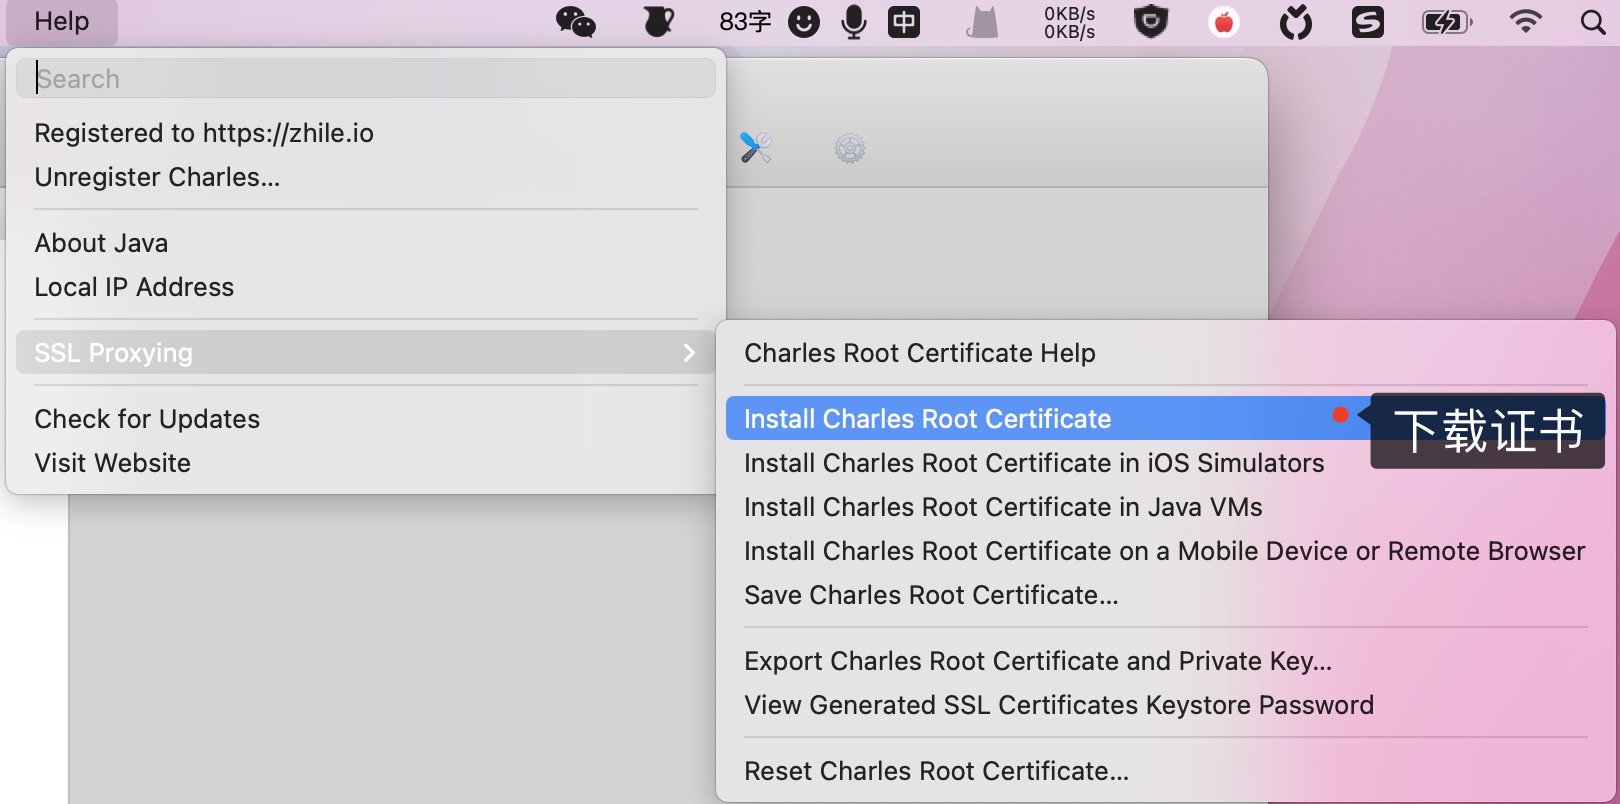 Help
83字
中
0KB/s
0KB/s
Search
Registered to https://zhile.io
Unregister Charles...
About Java
Local IP Address
SSL Proxying
Check for Updates
Visit Website
Charles Root Certificate Help
Install Charles Root Certificate
下载证书
Install Charles Root Certificate in iOS Simulators
Install Charles Root Certificate in Java VMs
Install Charles Root Certificate on a Mobile Device or Remote Browser
Save Charles Root Certificate...
Export Charles Root Certificate and Private Key...
View Generated SSL Certificates Keystore Password
Reset Charles Root Certificate...